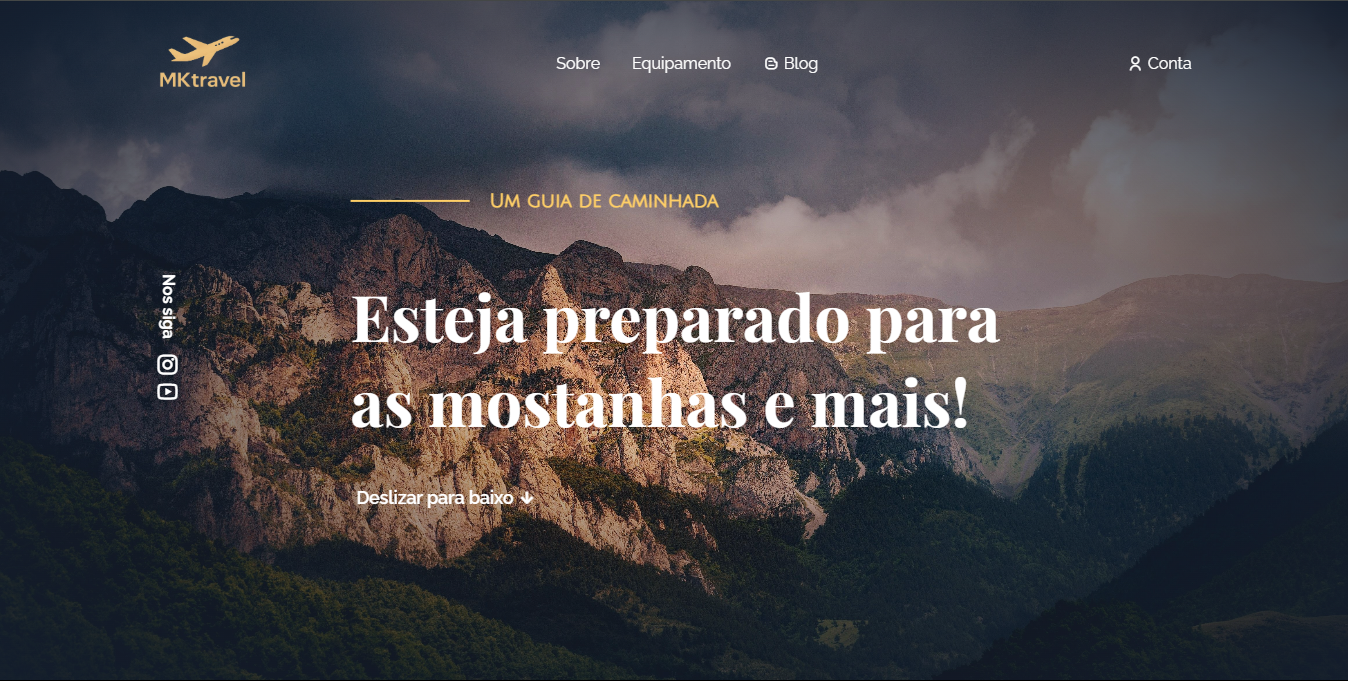 MKtravel
Sobre
Equipamento
Blog
Conta
Um guia de caminhada
Nos siga
Esteja preparado para
as mostanhas e mais!
Deslizar para baixo